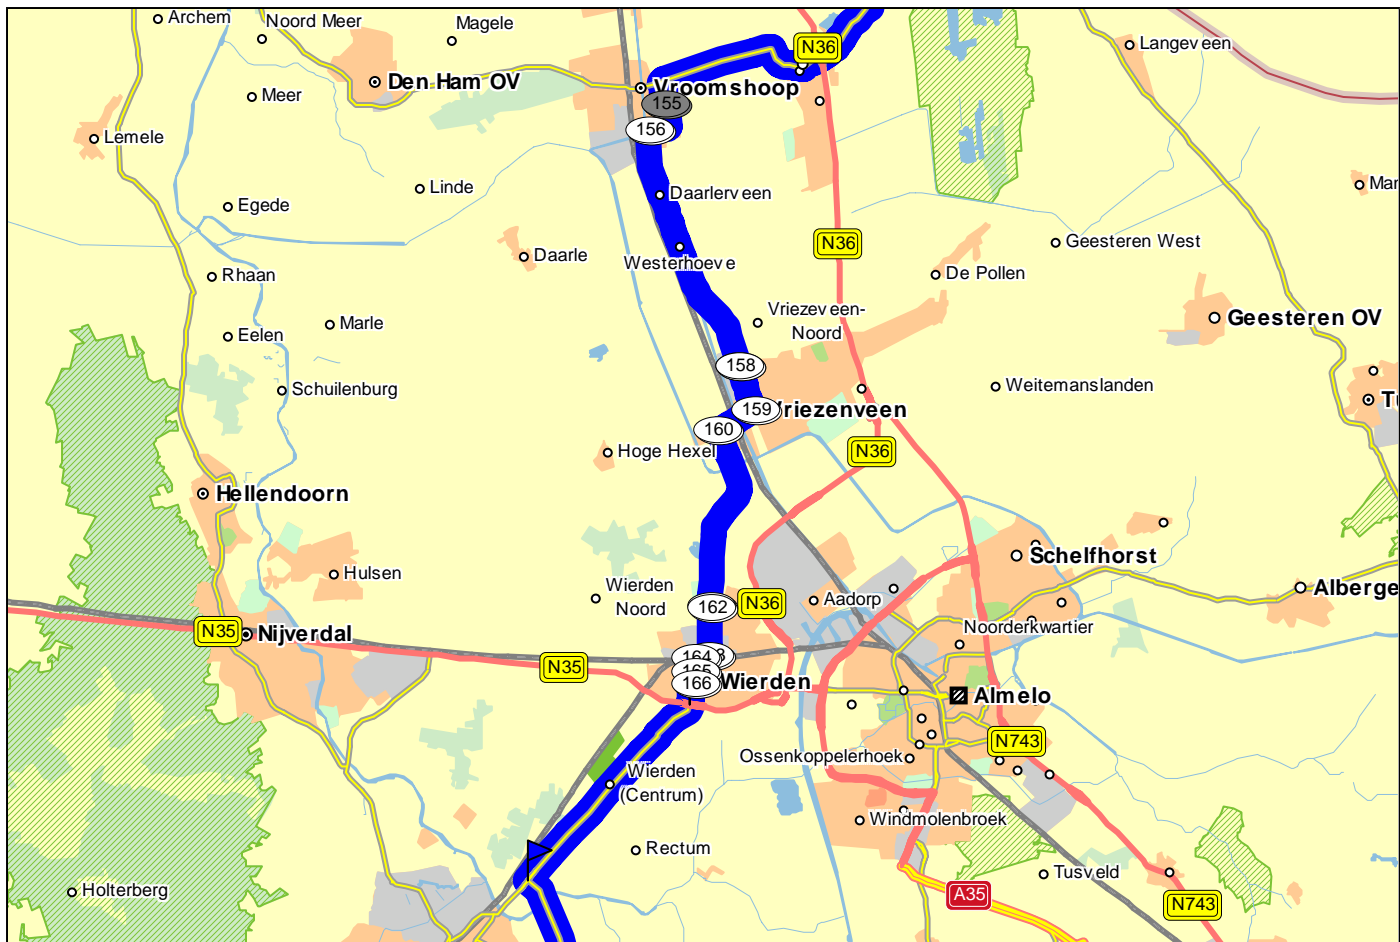 Archem
Noord Meer
Magele
N36
Langeveen
Den Ham OV
Vroomshoop
Meer
155
156
Lemele
Linde
Daarlerveen
Egede
N36
Geesteren West
Daarle
Westerhoeve
Rhaan
De Pollen
Vriezeveen-
Noord
Marle
Geesteren OV
Eelen
158
Schuilenburg
Weitemanslanden
159
Vriezenveen
160
Hoge Hexel
N36
Hellendoorn
Schelfhorst
Hulsen
Wierden
Noord
162
N36
Aadorp
Alberge
N35
Nijverdal
Noorderkwartier
164
N35
165
166
Wierden
Almelo
N743
Ossenkoppelerhoek
Wierden
(Centrum)
Windmolenbroek
Rectum
Tusveld
Holterberg
A35
N743